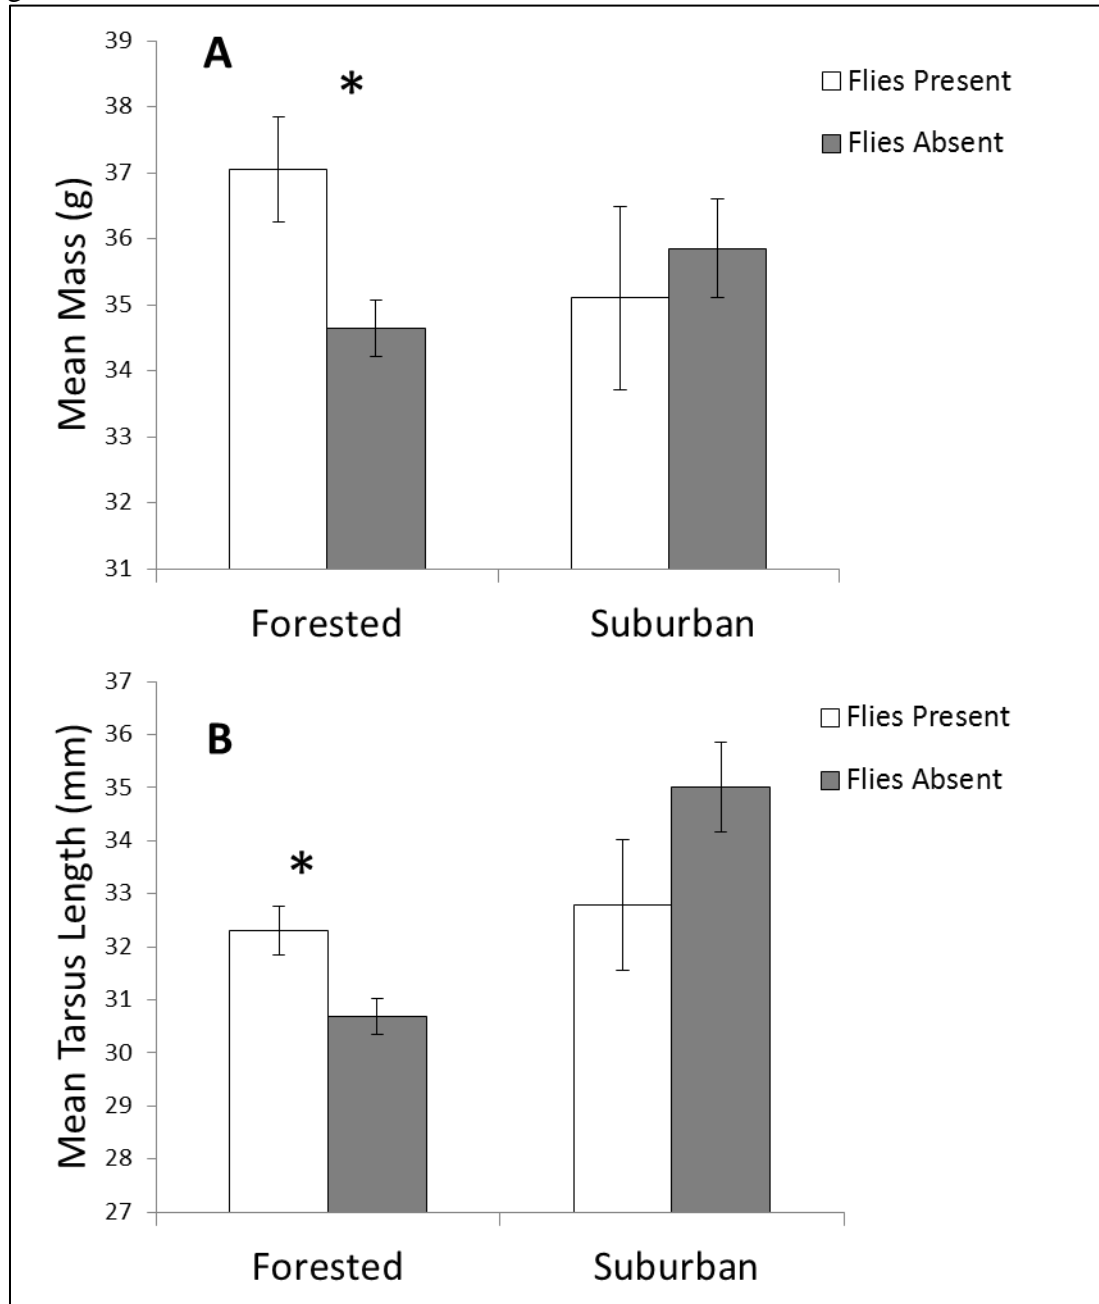 A
*
Flies Present
Flies Absent
Mean Mass (g)
39
38
37
36
35
34
33
32
31
Forested
Suburban
B
*
Flies Present
Flies Absent
Mean Tarsus Length (mm)
37
36
35
34
33
32
31
30
29
28
27
Forested
Suburban